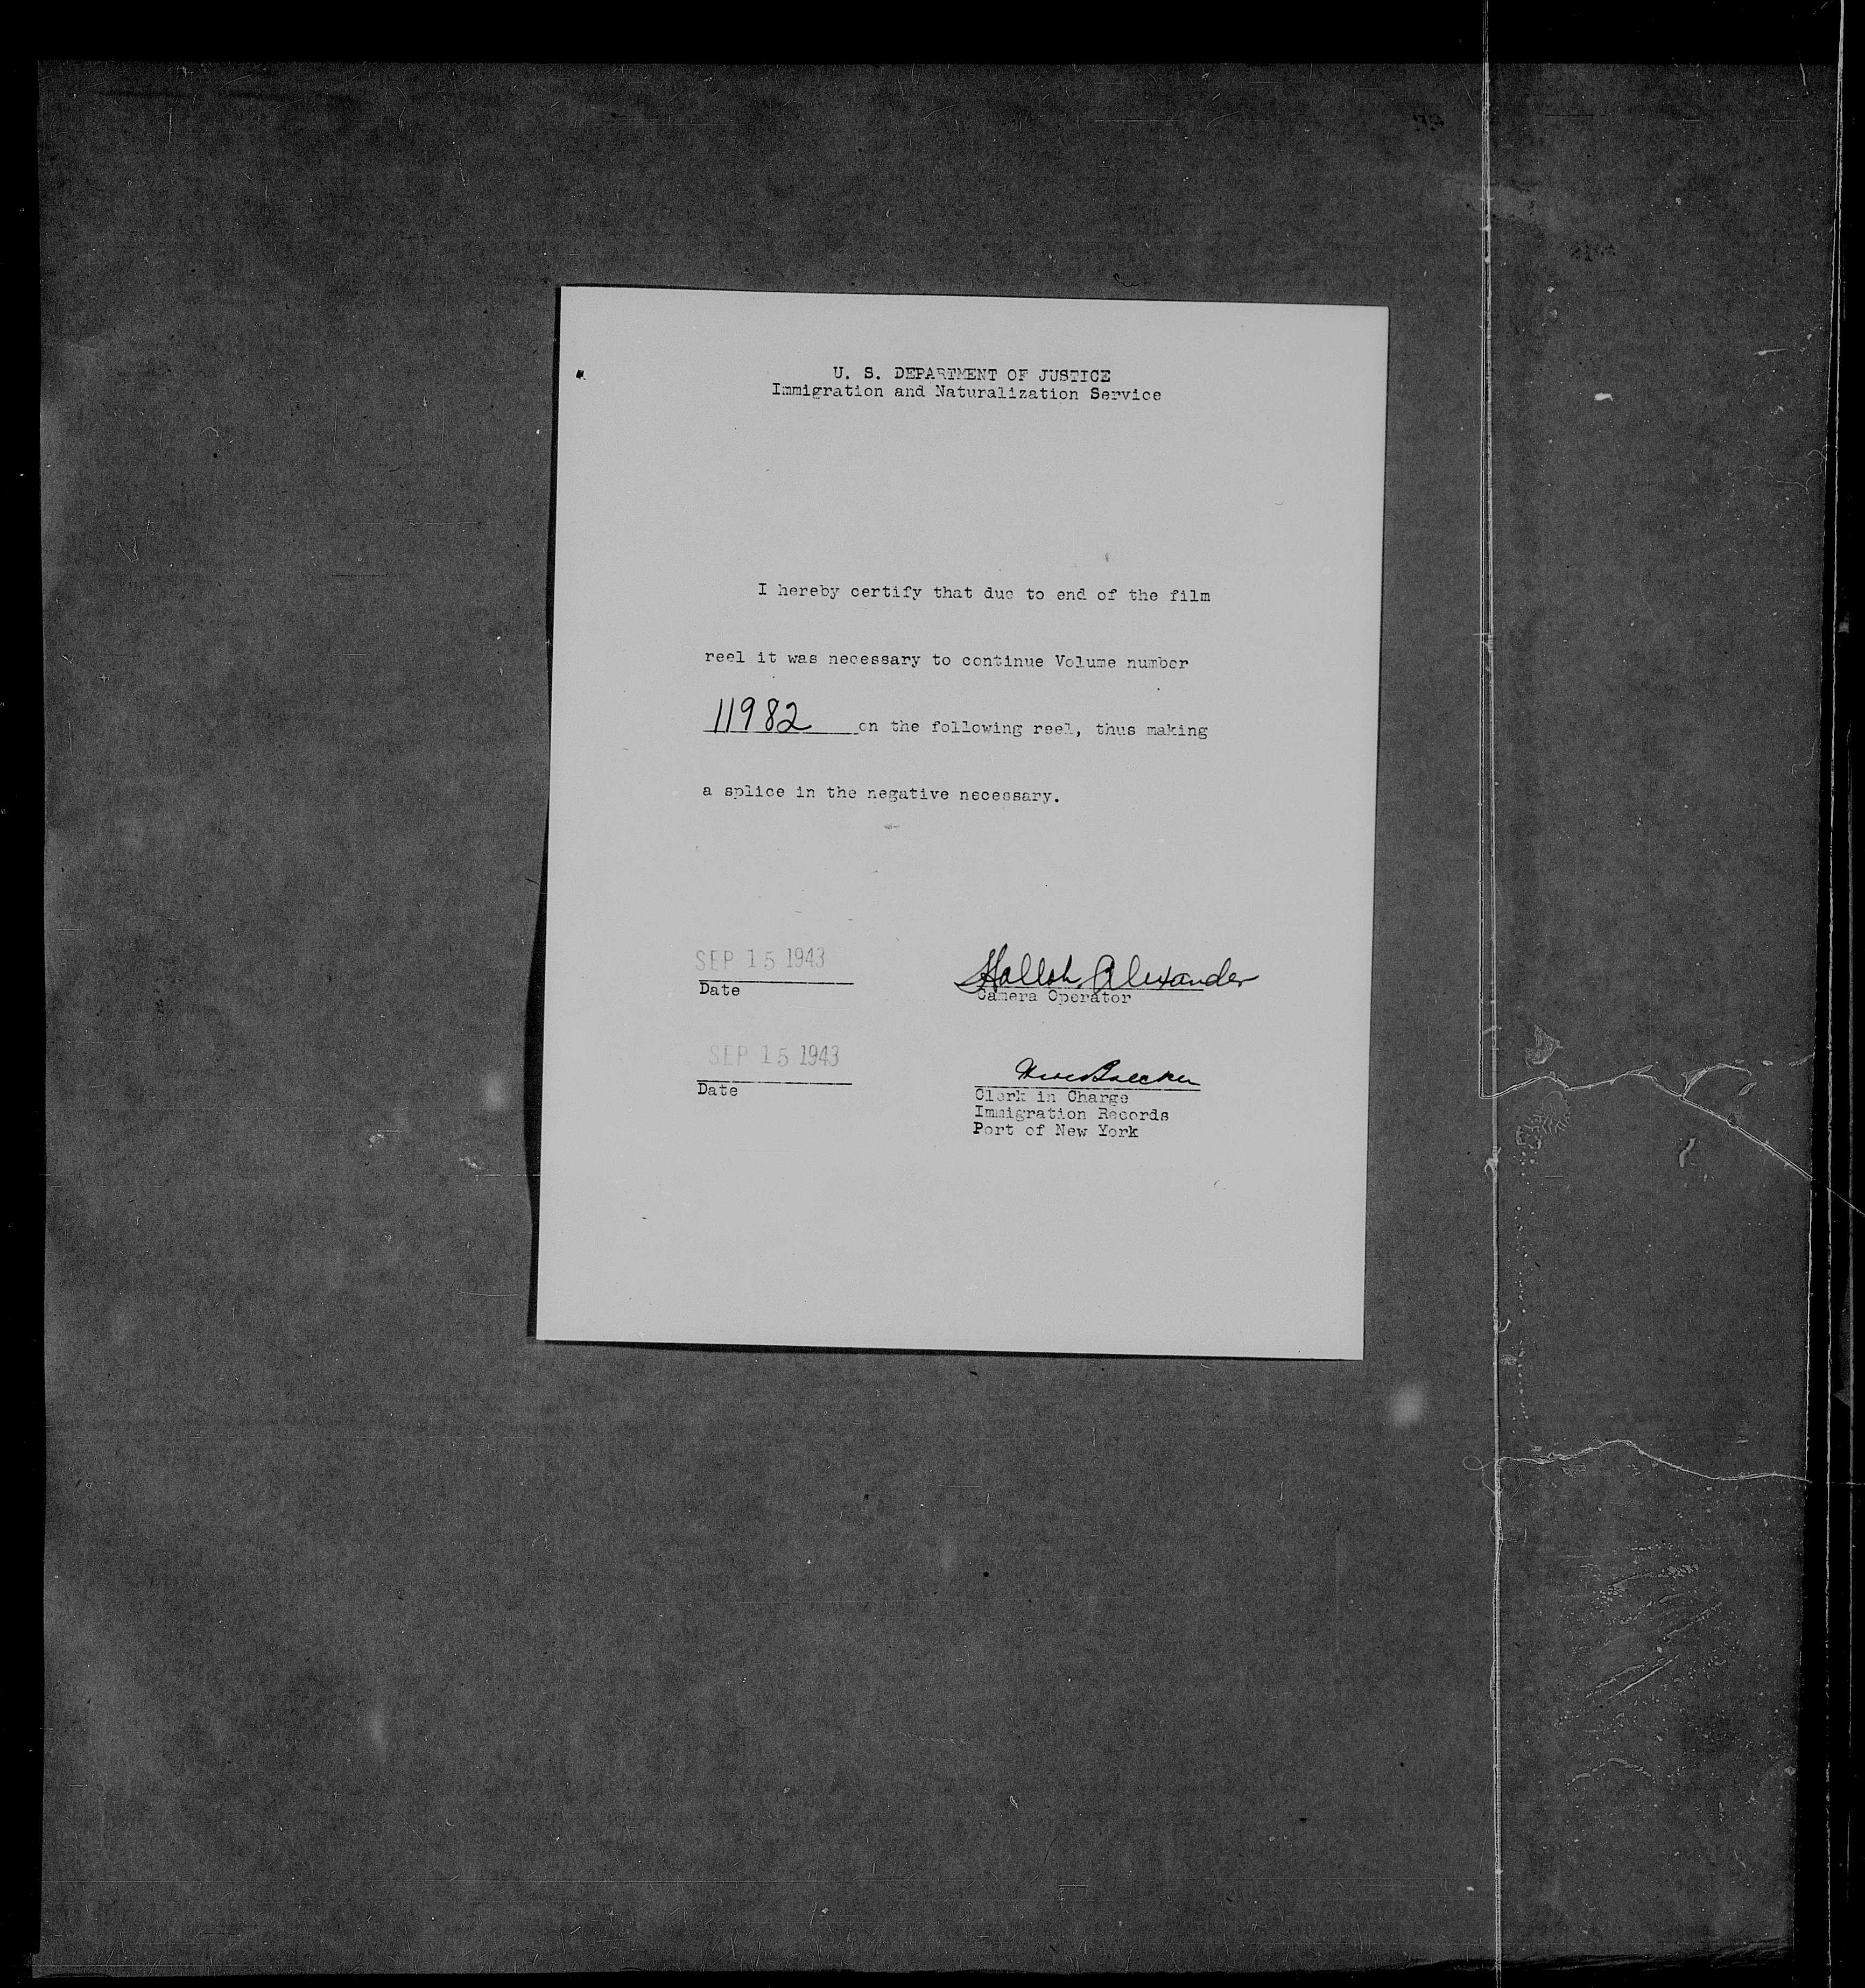 U. S. DEPARTMENT OF JUSTICE
Immigration and Naturalization Service
I hereby certify that due to end of the film
reel it was necessary to continue Volume number
11982 on the following reel, thus making
a splice in the negative necessary.
SEP 15 1943
Date
Alexander
Camera Operator
SEP 15 1943
Date
Clerk in Charge
Immigration Records
Port of New York